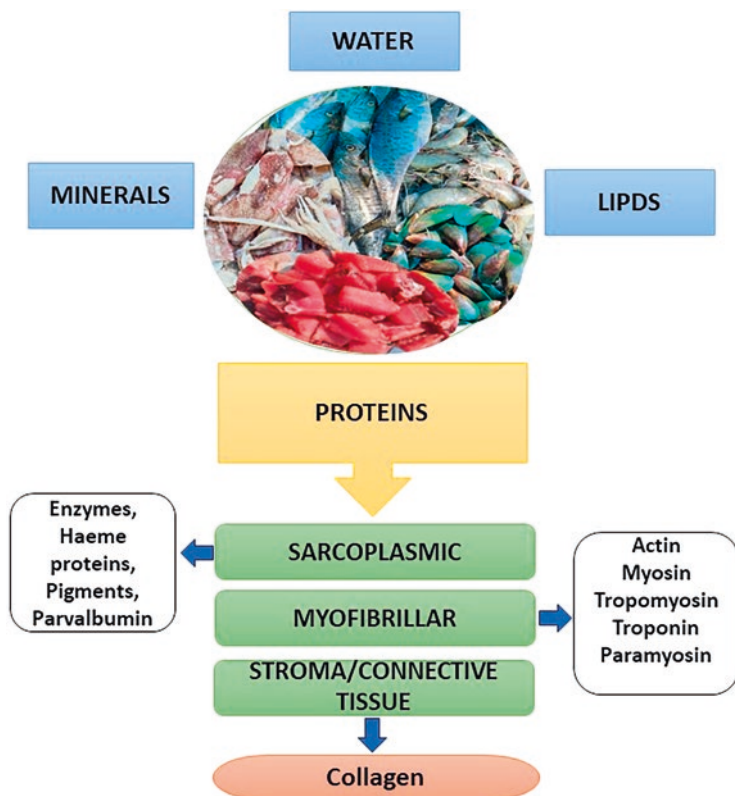 WATER
MINERALS
LIPDS
PROTEINS
Enzymes,
Haeme
proteins,
Pigments,
Parvalbumin
SARCOPLASMIC
MYOFIBRILLAR
STROMA/CONNECTIVE
TISSUE
Actin
Myosin
Tropomyosin
Troponin
Paramyosin
Collagen